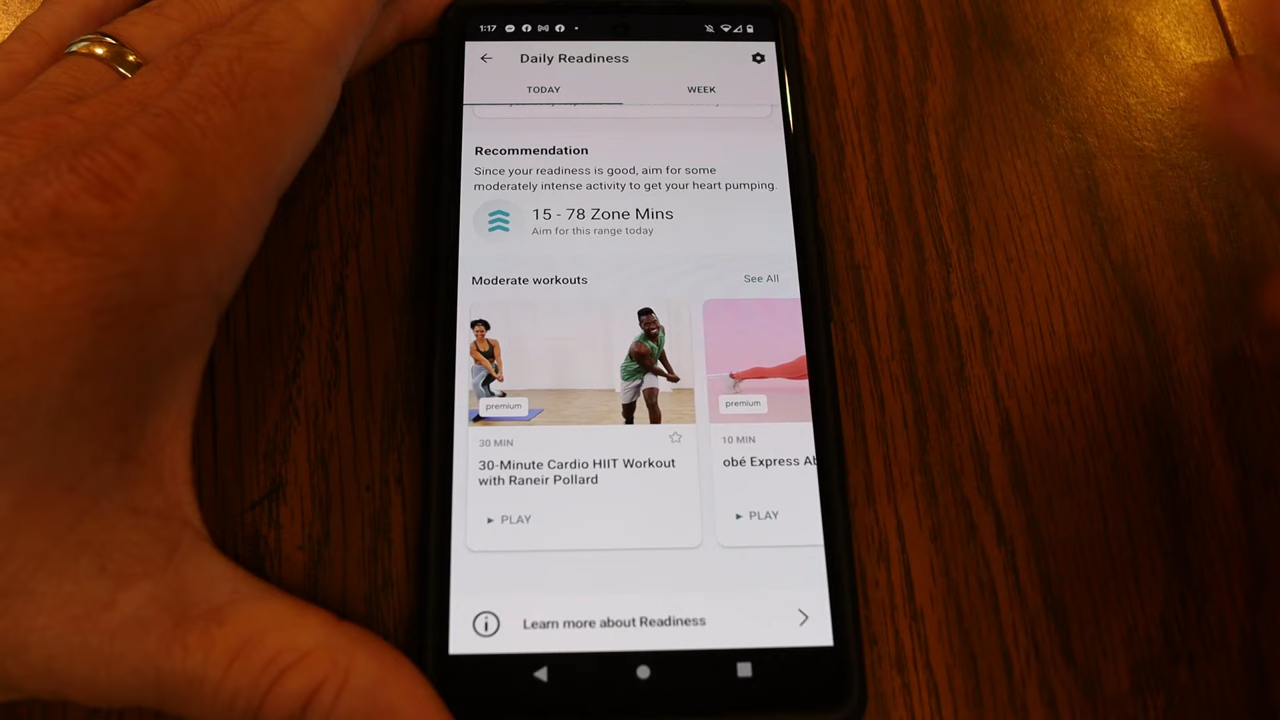 1:17
Daily Readiness
TODAY
WEEK
Recommendation
Since your readiness is good, aim for some
moderately intense activity to get your heart pumping.
15 - 78 Zone Mins
Aim for this range today
Moderate workouts
See All
premium
premium
30 MIN
10 MIN
30-Minute Cardio HIIT Workout
with Raneir Pollard
obé Express Ab
PLAY
PLAY
Learn more about Readiness